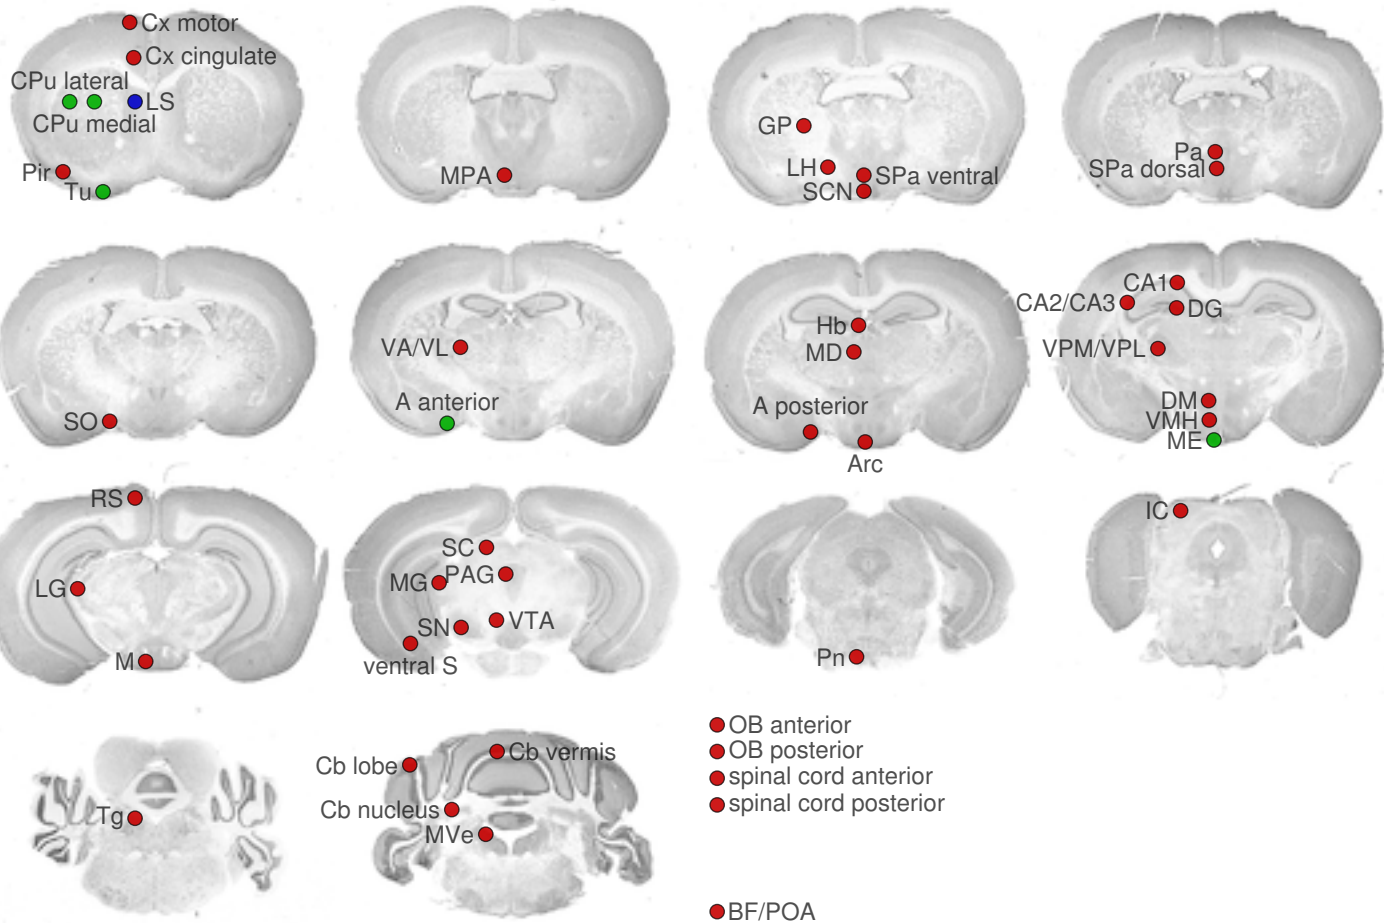 Cx motor
Cx cingulate
CPu lateral
LS
CPu medial
Pir
Tu
MPA
GP
LH
SPa ventral
SCN
Pa
SPa dorsal
SO
VA/VL
A anterior
Hb
MD
A posterior
Arc
CA1
CA2/CA3
DG
VPM/VPL
DM
VMH
ME
RS
LG
M
SC
MG
PAG
SN
VTA
ventral S
Pn
IC
Tg
Cb lobe
Cb vermis
Cb nucleus
MVe
OB anterior
OB posterior
spinal cord anterior
spinal cord posterior
BF/POA